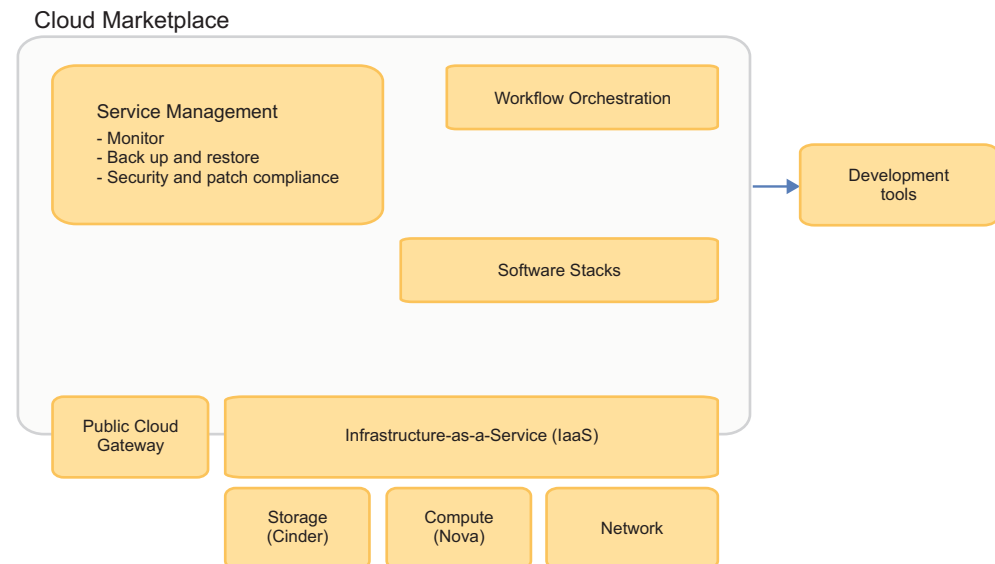 Cloud Marketplace
Service Management
- Monitor
- Back up and restore
- Security and patch compliance
Workflow Orchestration
Development
tools
Software Stacks
Public Cloud
Gateway
Infrastructure-as-a-Service (IaaS)
Storage
(Cinder)
Compute
(Nova)
Network